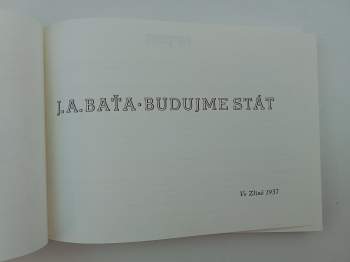 J. A. BAŤA • BUDUJME STÁT
Ve Zlíně 1937